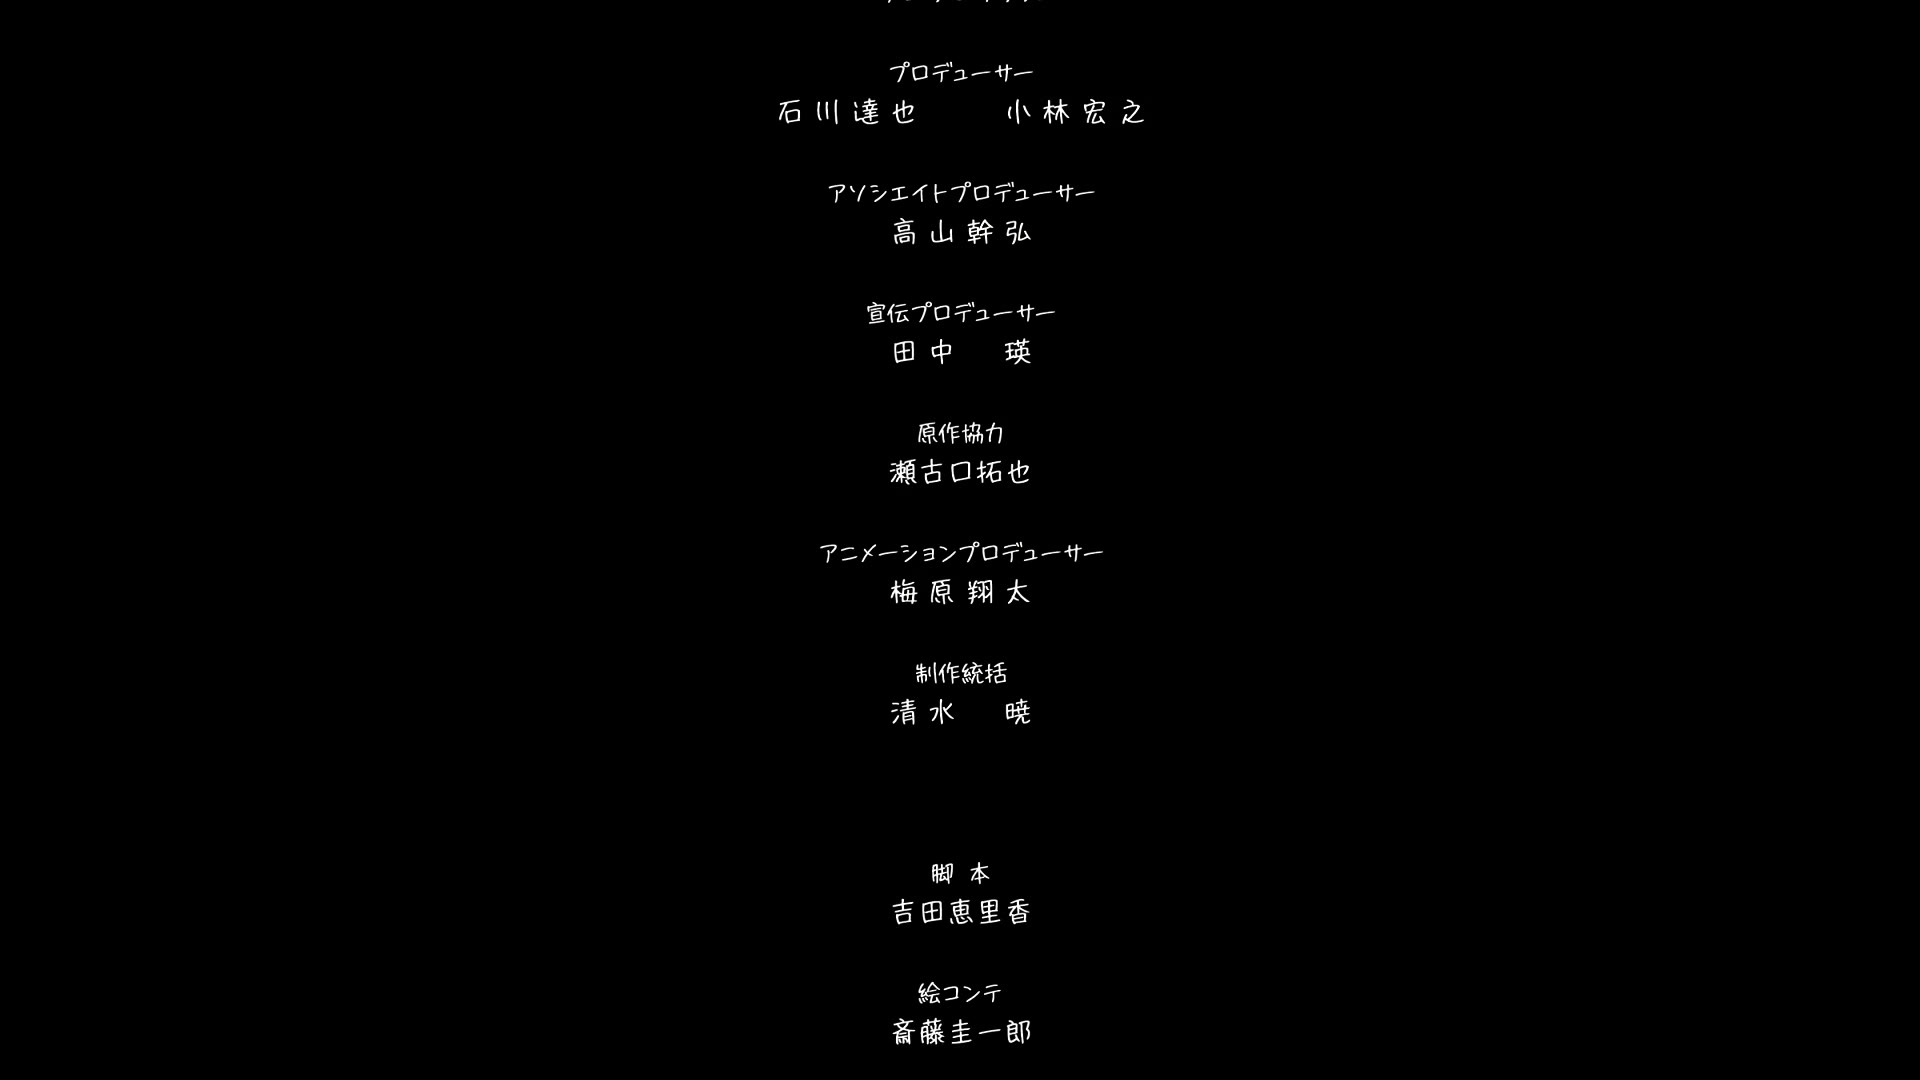 プロデューサー
石川達也 小林宏之
アソシエイトプロデューサー
高山幹弘
宣伝プロデューサー
田中 瑛
原作協力
瀬古口拓也
アニメーションプロデューサー
梅原翔太
制作統括
清水 暁
脚本
吉田恵里香
絵コンテ
斎藤圭一郎